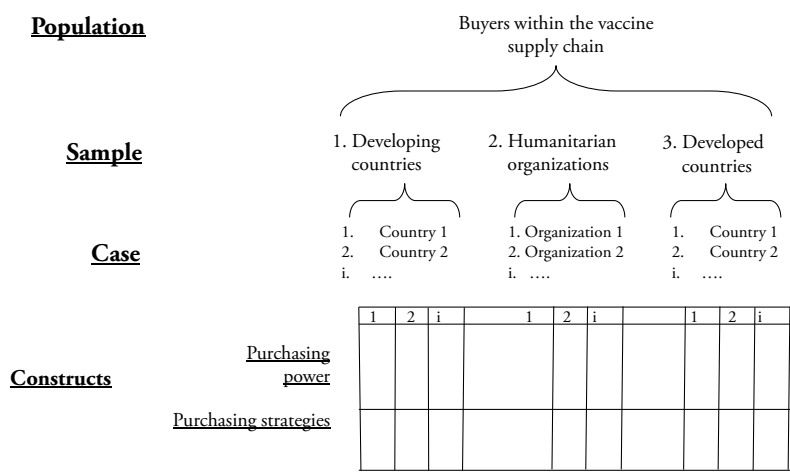 Population
Buyers within the vaccine
supply chain
Sample
1. Developing
countries
2. Humanitarian
organizations
3. Developed
countries
Case
1. Country 1
2. Country 2
i. ....
1. Organization 1
2. Organization 2
i. ....
1. Country 1
2. Country 2
i. ....
1 2 i 1 2 i 1 2 i
Constructs
Purchasing
power
Purchasing strategies